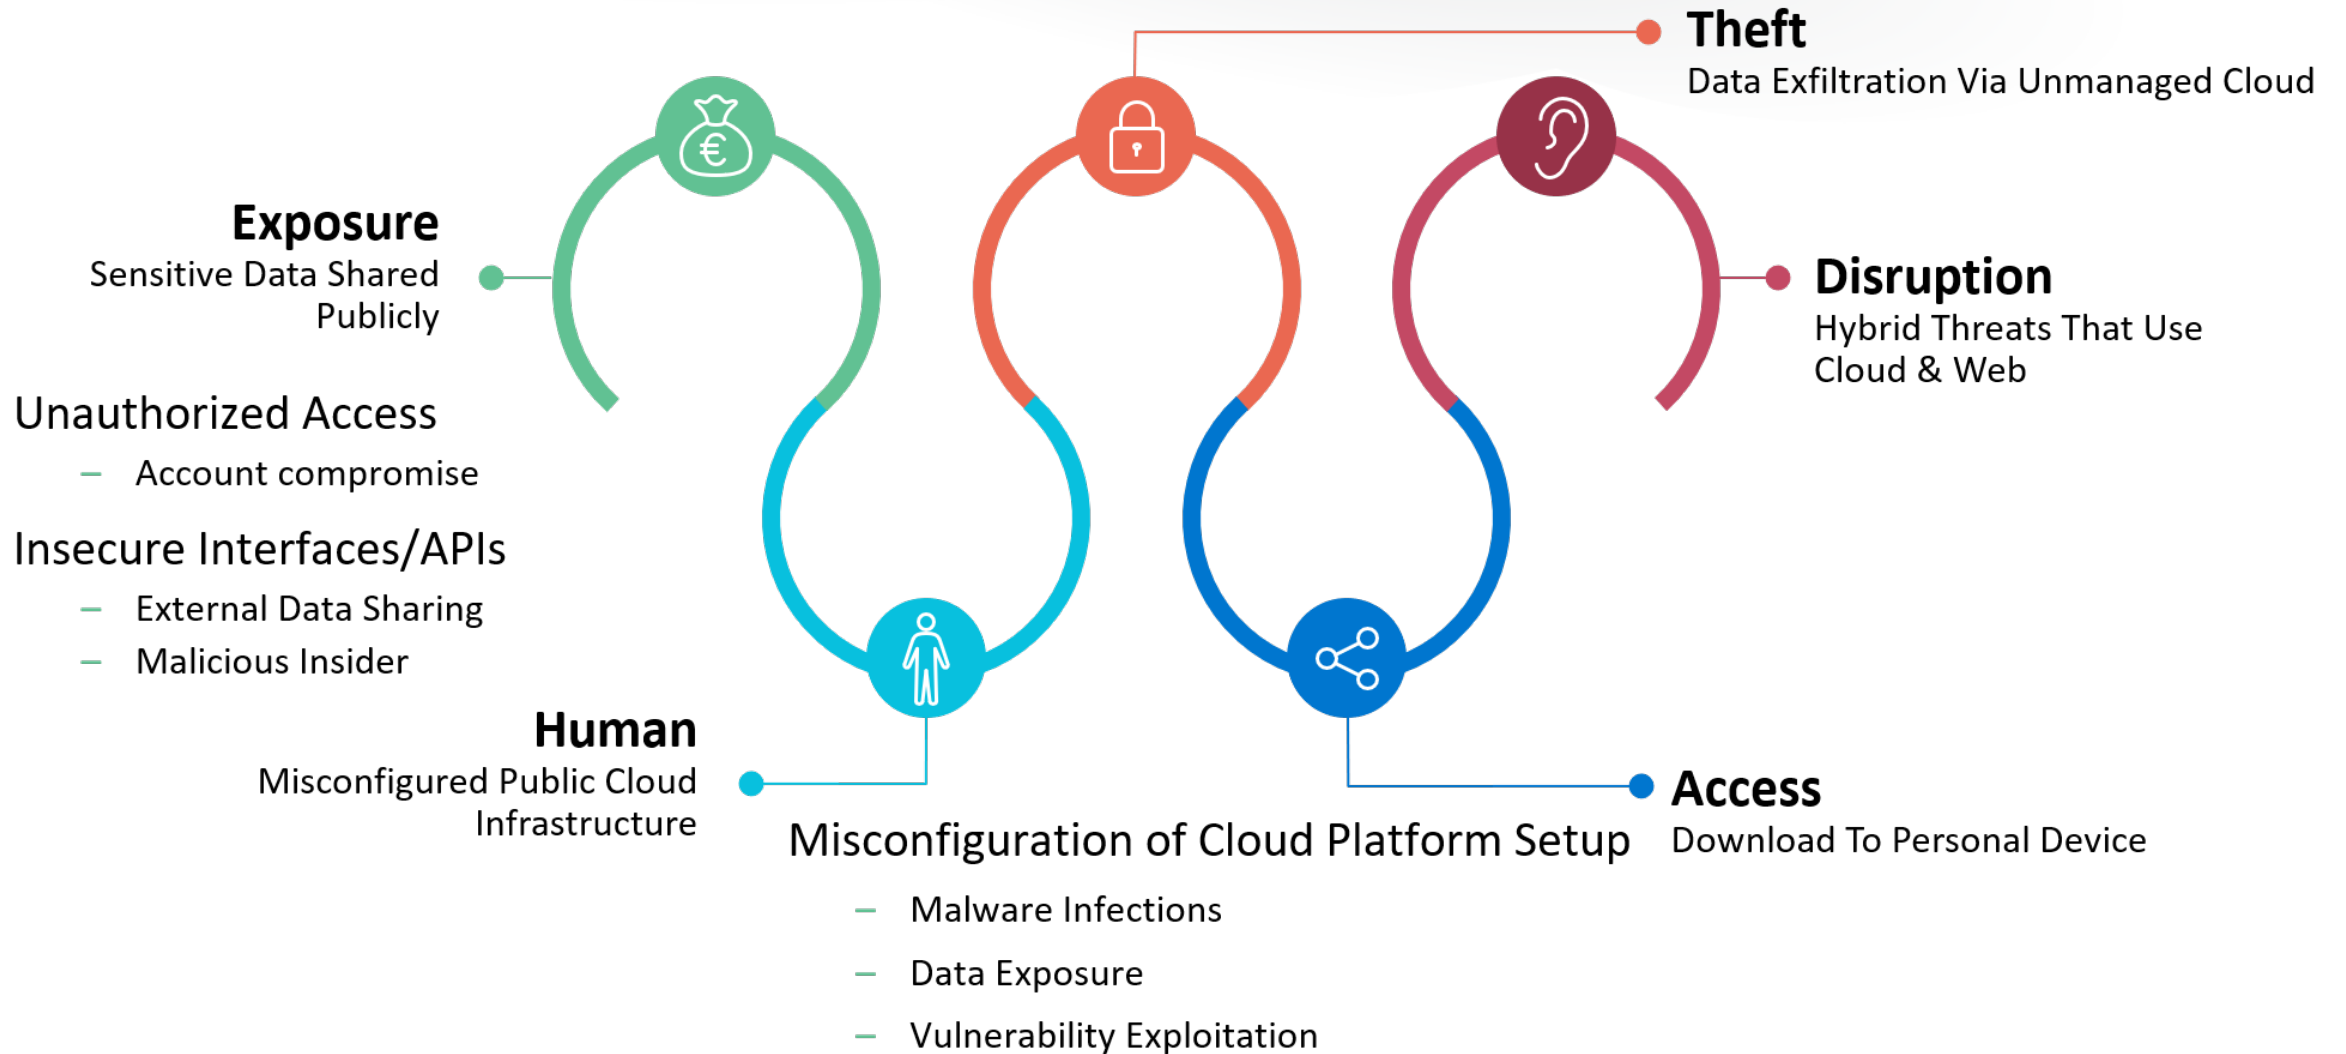 Theft
Data Exfiltration Via Unmanaged Cloud
€
Exposure
Sensitive Data Shared
Publicly
Disruption
Hybrid Threats That Use
Cloud & Web
Unauthorized Access
– Account compromise
Insecure Interfaces/APIs
– External Data Sharing
– Malicious Insider
Human
Misconfigured Public Cloud
Infrastructure
Access
Download To Personal Device
Misconfiguration of Cloud Platform Setup
– Malware Infections
– Data Exposure
– Vulnerability Exploitation